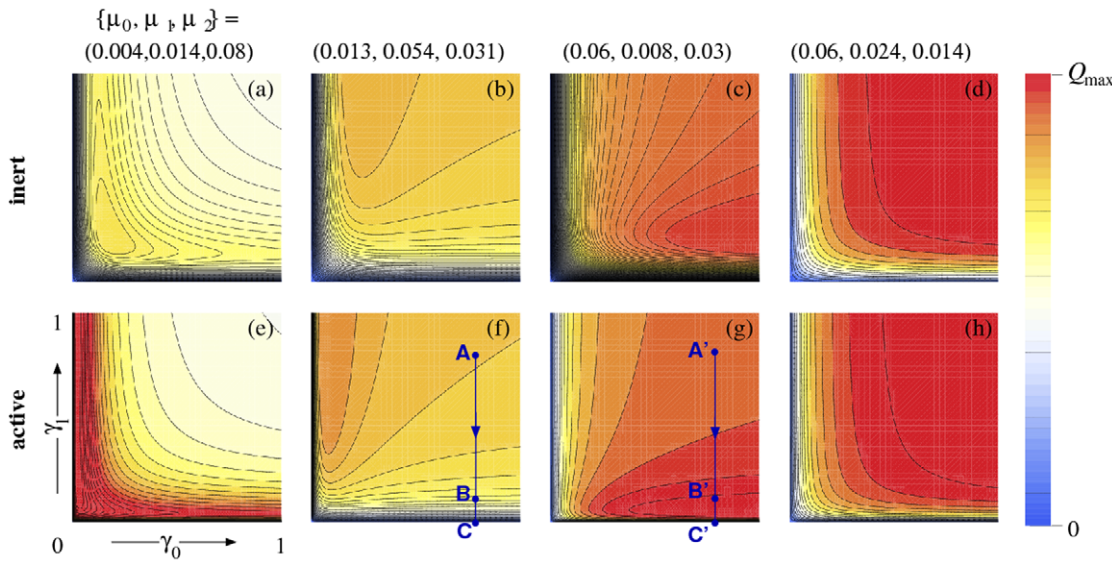 {μ₀, μ₁, μ₂} =
(0.004,0.014,0.08) (0.013, 0.054, 0.031) (0.06, 0.008, 0.03) (0.06, 0.024, 0.014)
inert
(a) (b) (c) (d)
Qmax
active
(e) (f) (g) (h)
1
γ₁
A A'
B B'
C C'
0 γ₀ 1
0